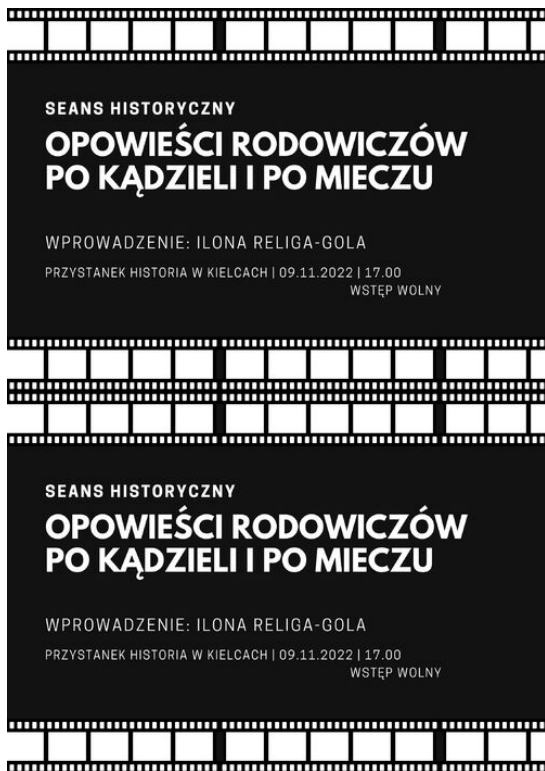 SEANS HISTORYCZNY
OPOWIEŚCI RODOWICZÓW
PO KĄDZIELI I PO MIECZU
WPROWADZENIE: ILONA RELIGA-GOLA
PRZYSTANEK HISTORIA W KIELCACH | 09.11.2022 | 17.00
WSTĘP WOLNY
SEANS HISTORYCZNY
OPOWIEŚCI RODOWICZÓW
PO KĄDZIELI I PO MIECZU
WPROWADZENIE: ILONA RELIGA-GOLA
PRZYSTANEK HISTORIA W KIELCACH | 09.11.2022 | 17.00
WSTĘP WOLNY